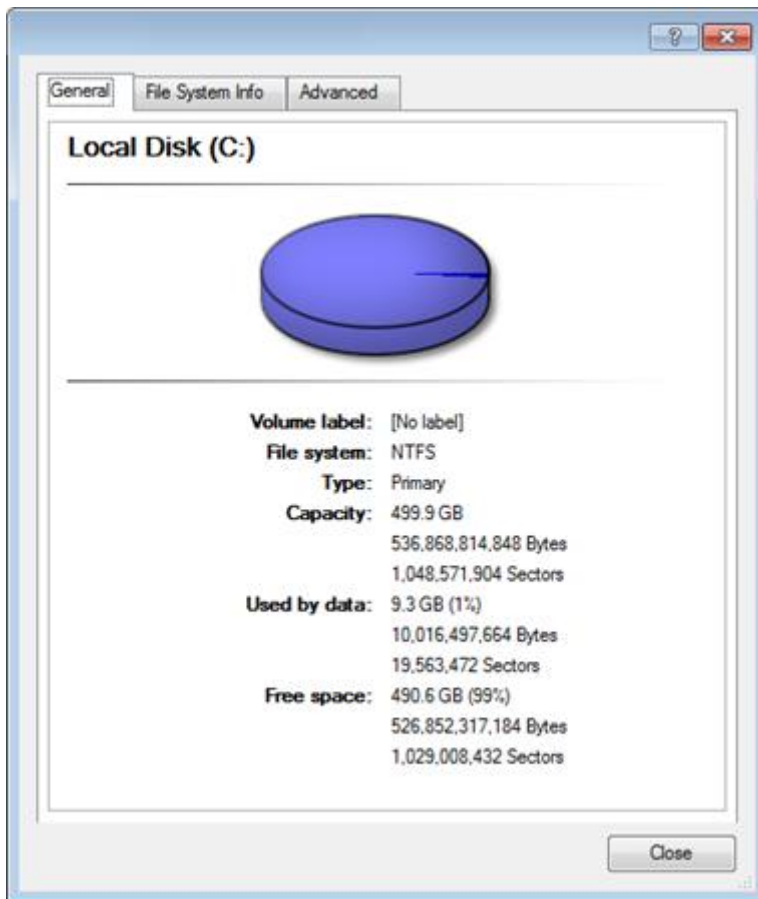 General File System Info Advanced
Local Disk (C:)
Volume label: [No label]
File system: NTFS
Type: Primary
Capacity: 499.9 GB
536,868,814,848 Bytes
1,048,571,904 Sectors
Used by data: 9.3 GB (1%)
10,016,497,664 Bytes
19,563,472 Sectors
Free space: 490.6 GB (99%)
526,852,317,184 Bytes
1,029,008,432 Sectors
Close